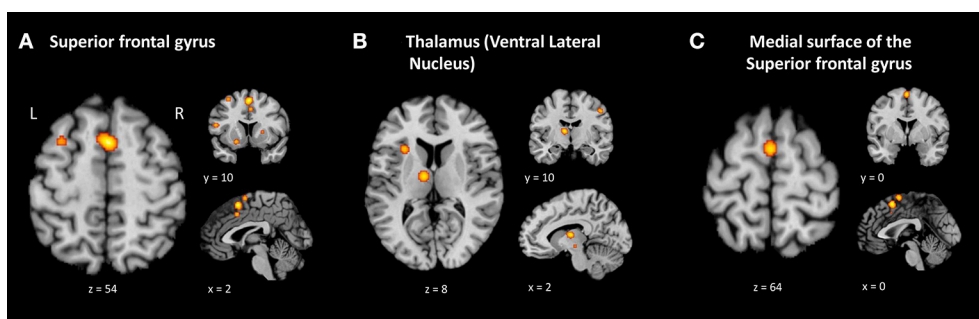 A Superior frontal gyrus
L
R
y = 10
z = 54
x = 2
B Thalamus (Ventral Lateral
Nucleus)
y = 10
z = 8
x = 2
C Medial surface of the
Superior frontal gyrus
y = 0
z = 64
x = 0